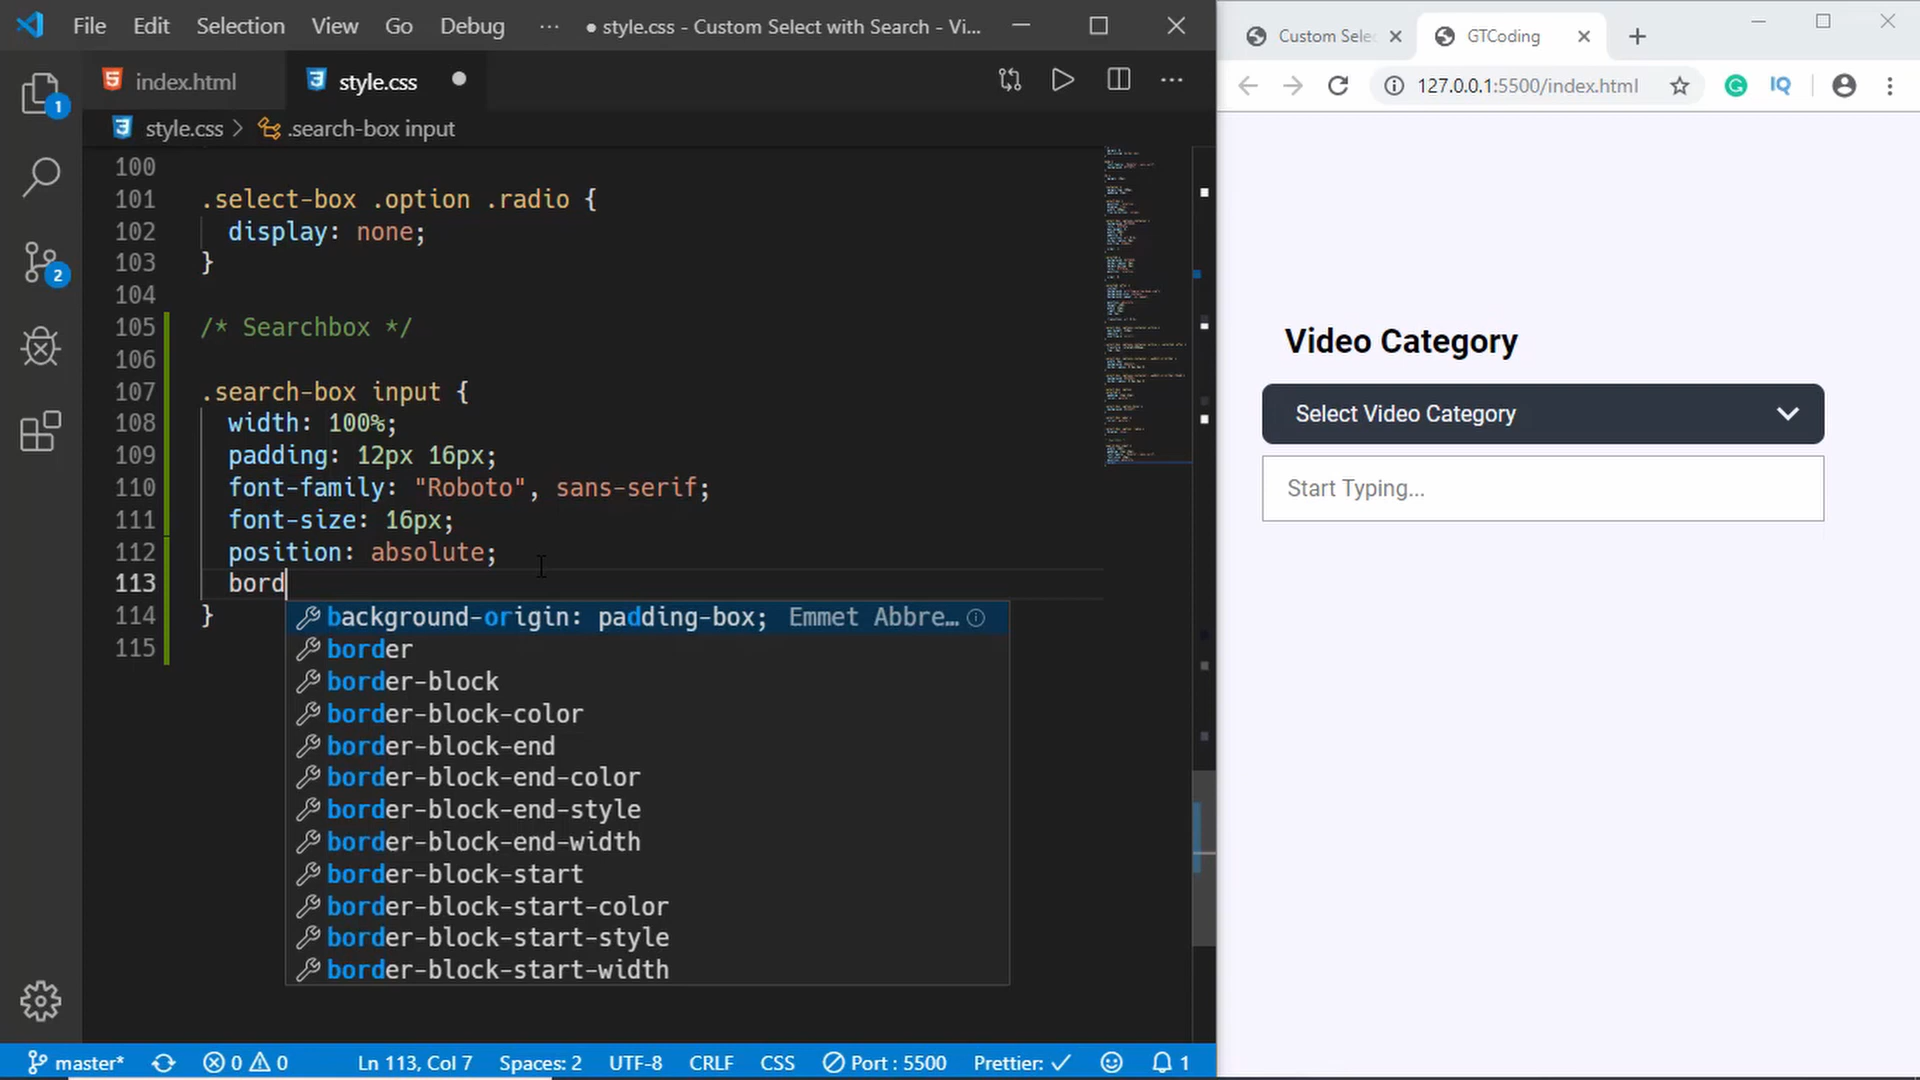 File Edit Selection View Go Debug ··· ● style.css - Custom Select with Search - Vi...
index.html style.css
style.css > .search-box input
100
101 .select-box .option .radio {
102 display: none;
103 }
104
105 /* Searchbox */
106
107 .search-box input {
108 width: 100%;
109 padding: 12px 16px;
110 font-family: "Roboto", sans-serif;
111 font-size: 16px;
112 position: absolute;
113 bord
114 }
115
background-origin: padding-box; Emmet Abbre…
border
border-block
border-block-color
border-block-end
border-block-end-color
border-block-end-style
border-block-end-width
border-block-start
border-block-start-color
border-block-start-style
border-block-start-width
1
2
master* 0 0 Ln 113, Col 7 Spaces: 2 UTF-8 CRLF CSS Port : 5500 Prettier: ✓ 1
Custom Sele GTCoding
127.0.0.1:5500/index.html IQ
Video Category
Select Video Category
Start Typing...